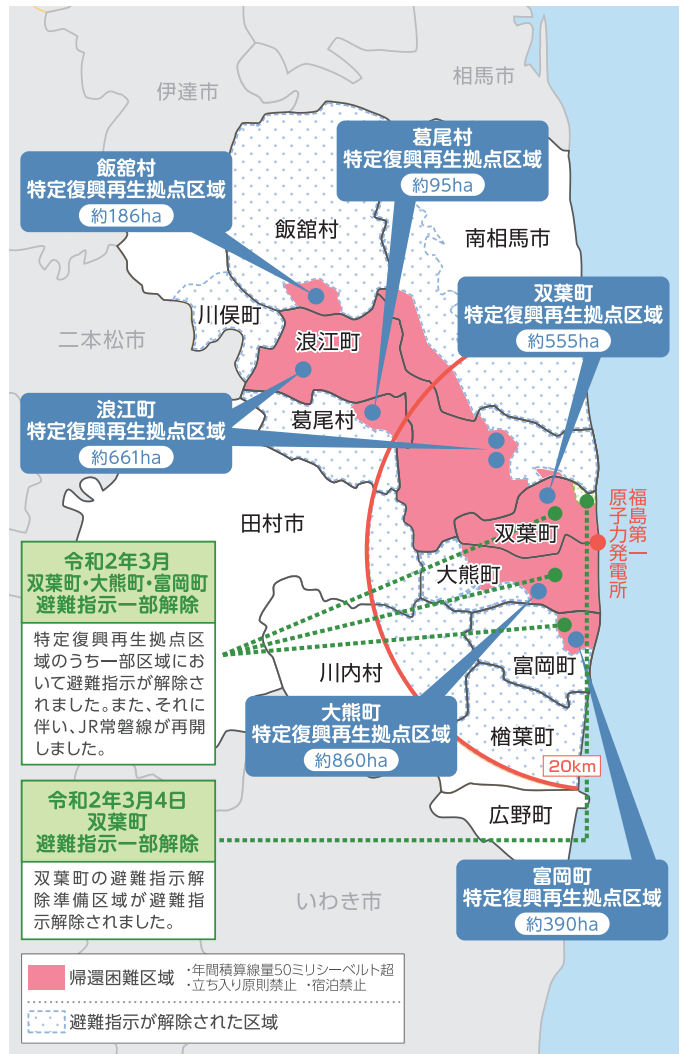 伊達市
相馬市
葛尾村
特定復興再生拠点区域
約95ha
飯舘村
特定復興再生拠点区域
約186ha
飯舘村
南相馬市
双葉町
特定復興再生拠点区域
約555ha
川俣町
二本松市
浪江町
浪江町
特定復興再生拠点区域
約661ha
葛尾村
田村市
福島第一
原子力発電所
双葉町
大熊町
令和2年3月
双葉町・大熊町・富岡町
避難指示一部解除
特定復興再生拠点区
域のうち一部区域にお
いて避難指示が解除さ
れました。また、それに
伴い、JR常磐線が再開
しました。
川内村
富岡町
大熊町
特定復興再生拠点区域
約860ha
楢葉町
20km
令和2年3月4日
双葉町
避難指示一部解除
双葉町の避難指示解
除準備区域が避難指
示解除されました。
広野町
いわき市
富岡町
特定復興再生拠点区域
約390ha
帰還困難区域
・年間積算線量50ミリシーベルト超
・立ち入り原則禁止 ・宿泊禁止
避難指示が解除された区域